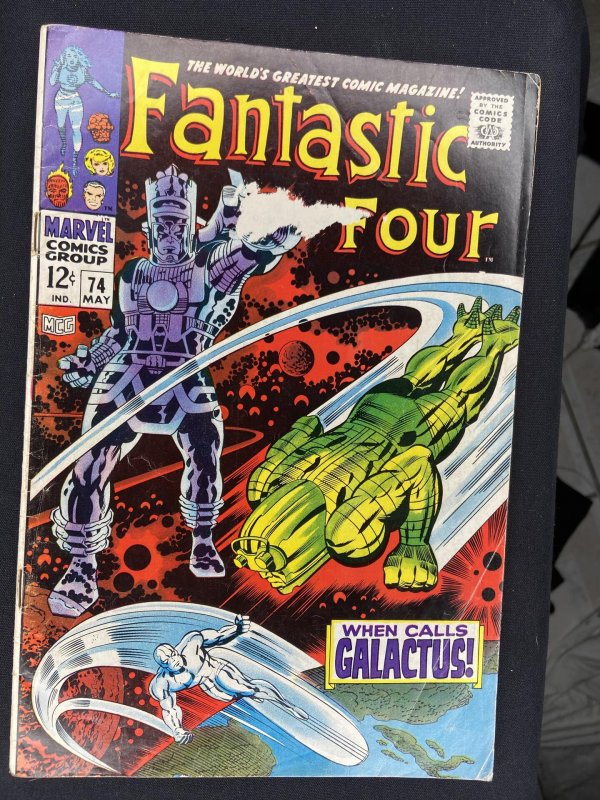 THE WORLD'S GREATEST COMIC MAGAZINE!
Fantastic
Four
APPROVED
BY THE
COMICS
CODE
AUTHORITY
TM
MARVEL
COMICS
GROUP
12¢
IND.
74
MAY
MCG
WHEN CALLS
GALACTUS!